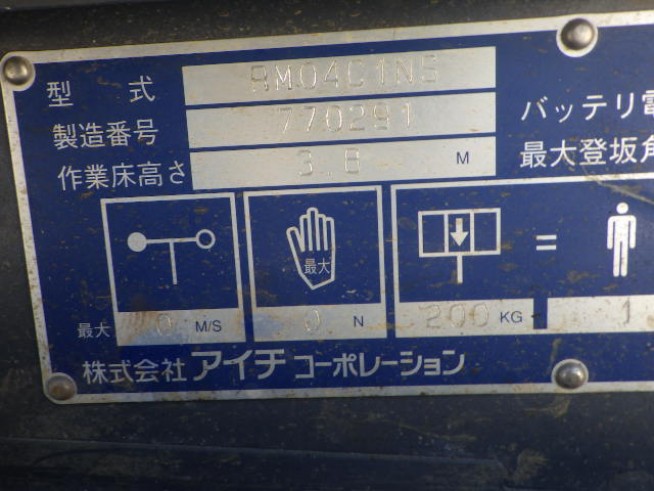 型 式 RM04C1NS バッテリ電
製造番号 770291 最大登坂角
作業床高さ 3.8 M
最大
=
最大 0 M/S 0 N 200 KG 1
株式会社 アイチ コーポレーション